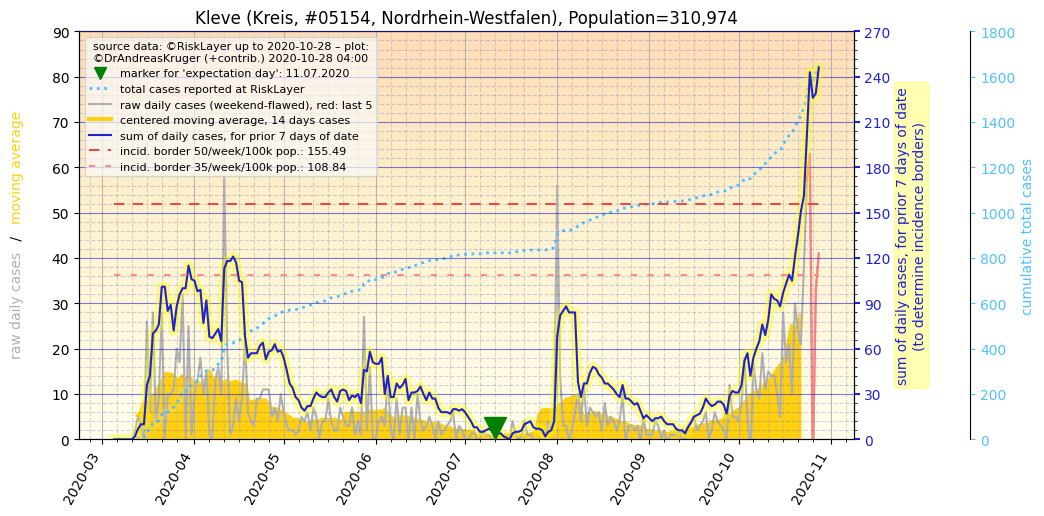 Kleve (Kreis, #05154, Nordrhein-Westfalen), Population=310,974
source data: ©RiskLayer up to 2020-10-28 – plot:
©DrAndreasKruger (+contrib.) 2020-10-28 04:00
marker for 'expectation day': 11.07.2020
total cases reported at RiskLayer
raw daily cases (weekend-flawed), red: last 5
centered moving average, 14 days cases
sum of daily cases, for prior 7 days of date
incid. border 50/week/100k pop.: 155.49
incid. border 35/week/100k pop.: 108.84
raw daily cases / moving average
90
80
70
60
50
40
30
20
10
0
2020-03
2020-04
2020-05
2020-06
2020-07
2020-08
2020-09
2020-10
2020-11
270
240
210
180
150
120
90
60
30
0
sum of daily cases, for prior 7 days of date
(to determine incidence borders)
1800
1600
1400
1200
1000
800
600
400
200
0
cumulative total cases